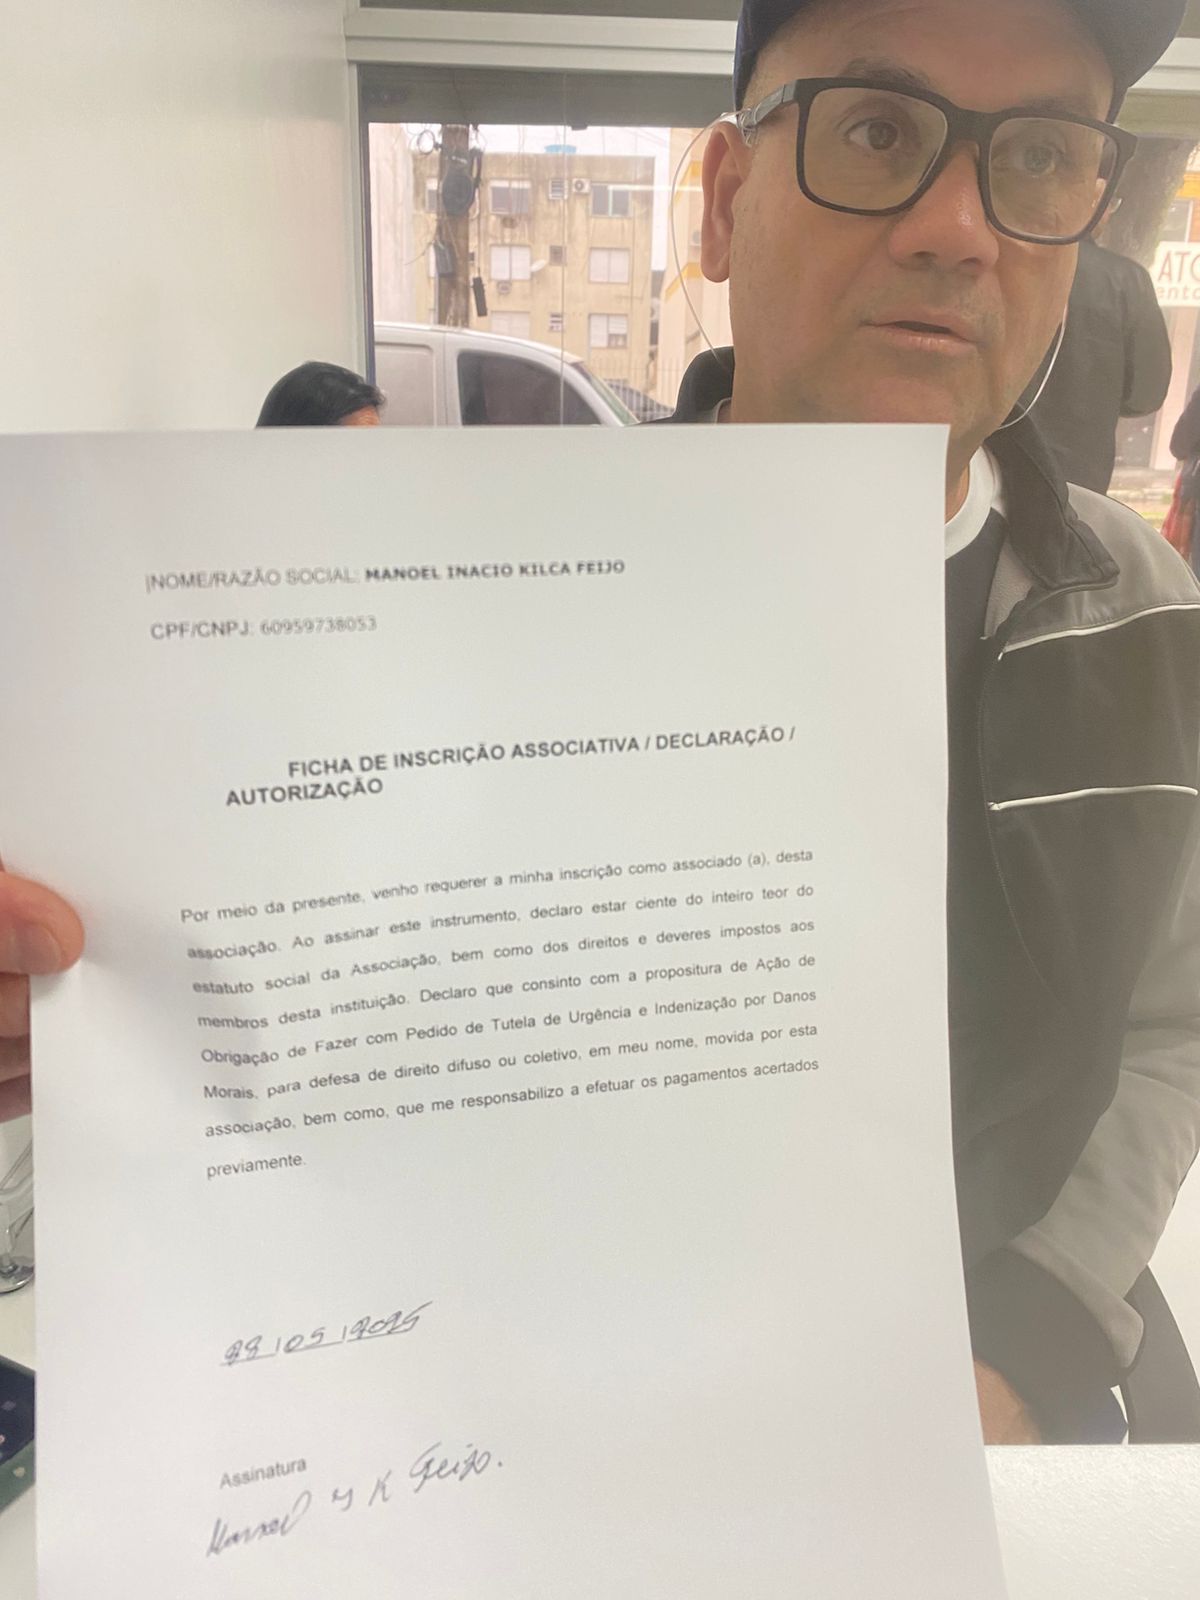 NOME/RAZÃO SOCIAL: MANOEL INACIO KILCA FEIJO
CPF/CNPJ: 60959738053
FICHA DE INSCRIÇÃO ASSOCIATIVA / DECLARAÇÃO /
AUTORIZAÇÃO
Por meio da presente, venho requerer a minha inscrição como associado (a), desta
associação. Ao assinar este instrumento, declaro estar ciente do inteiro teor do
estatuto social da Associação, bem como dos direitos e deveres impostos aos
membros desta instituição. Declaro que consinto com a propositura de Ação de
Obrigação de Fazer com Pedido de Tutela de Urgência e Indenização por Danos
Morais, para defesa de direito difuso ou coletivo, em meu nome, movida por esta
associação, bem como, que me responsabilizo a efetuar os pagamentos acertados
previamente.
Assinatura
Manoel I K Feijo.
ATO
ento